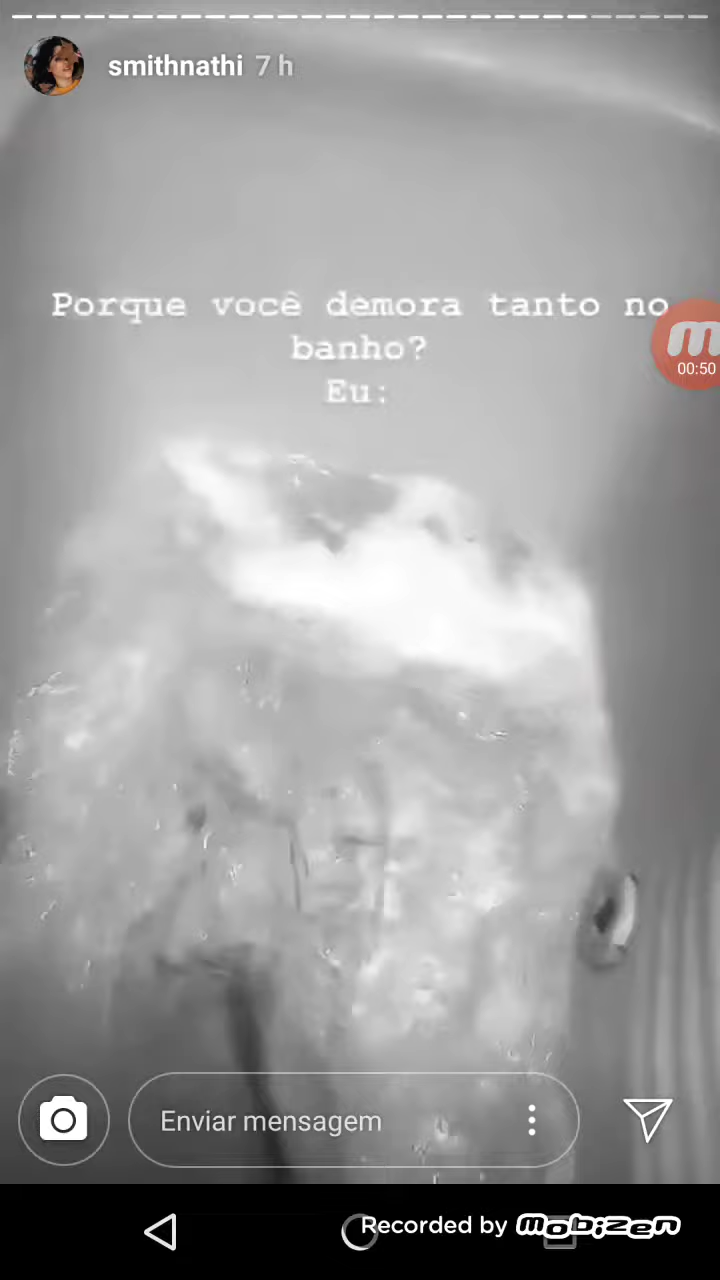 smithnathi 7 h
Porque você demora tanto no
banho?
Eu:
m
00:50
Enviar mensagem
Recorded by mobizen